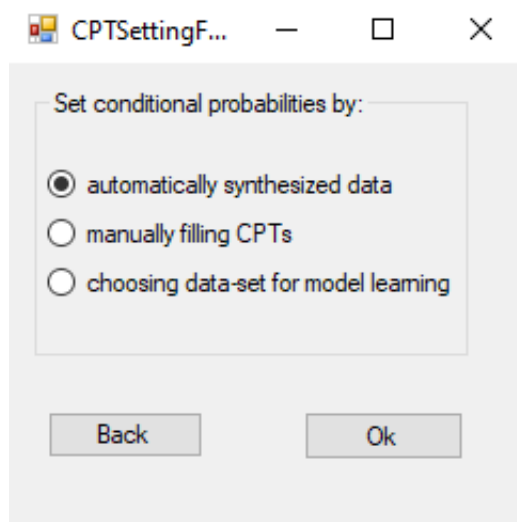 CPTSettingF...
Set conditional probabilities by:
automatically synthesized data
manually filling CPTs
choosing data-set for model learning
Back Ok